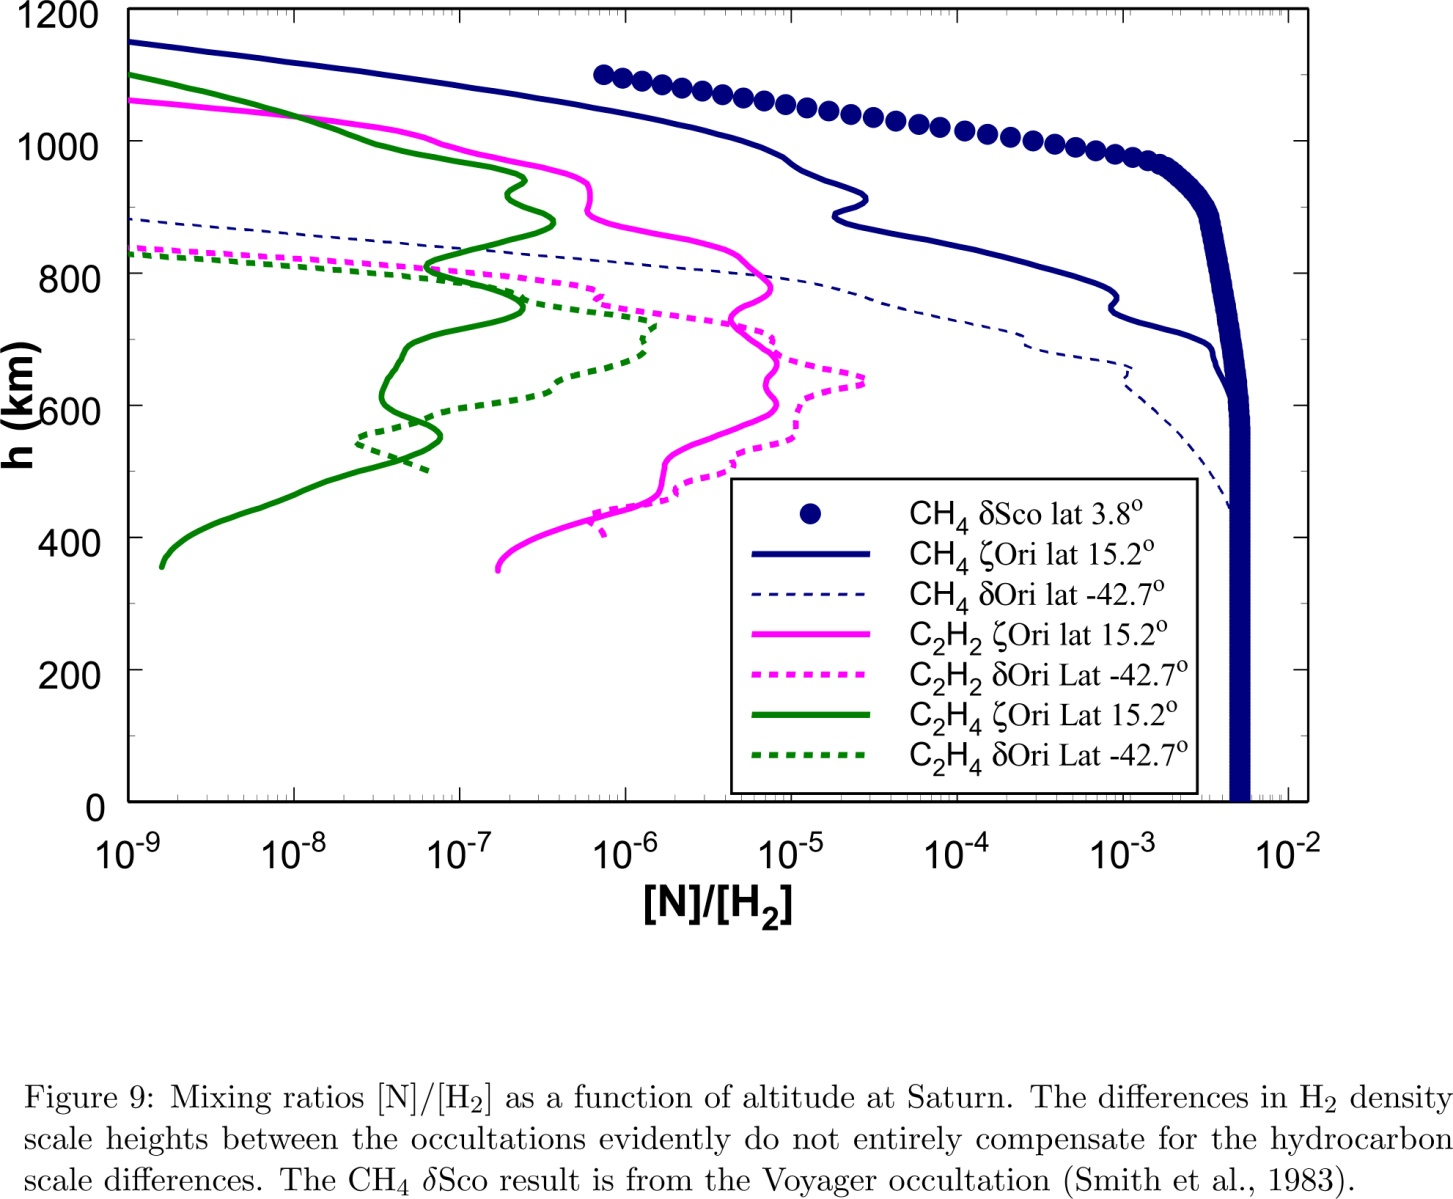 1200
1000
800
600
400
200
0
h (km)
10-9 10-8 10-7 10-6 10-5 10-4 10-3 10-2
[N]/[H2]
CH4 δSco lat 3.8o
CH4 ζOri lat 15.2o
CH4 δOri lat -42.7o
C2H2 ζOri lat 15.2o
C2H2 δOri Lat -42.7o
C2H4 ζOri Lat 15.2o
C2H4 δOri Lat -42.7o
Figure 9: Mixing ratios [N]/[H2] as a function of altitude at Saturn. The differences in H2 density
scale heights between the occultations evidently do not entirely compensate for the hydrocarbon
scale differences. The CH4 δSco result is from the Voyager occultation (Smith et al., 1983).